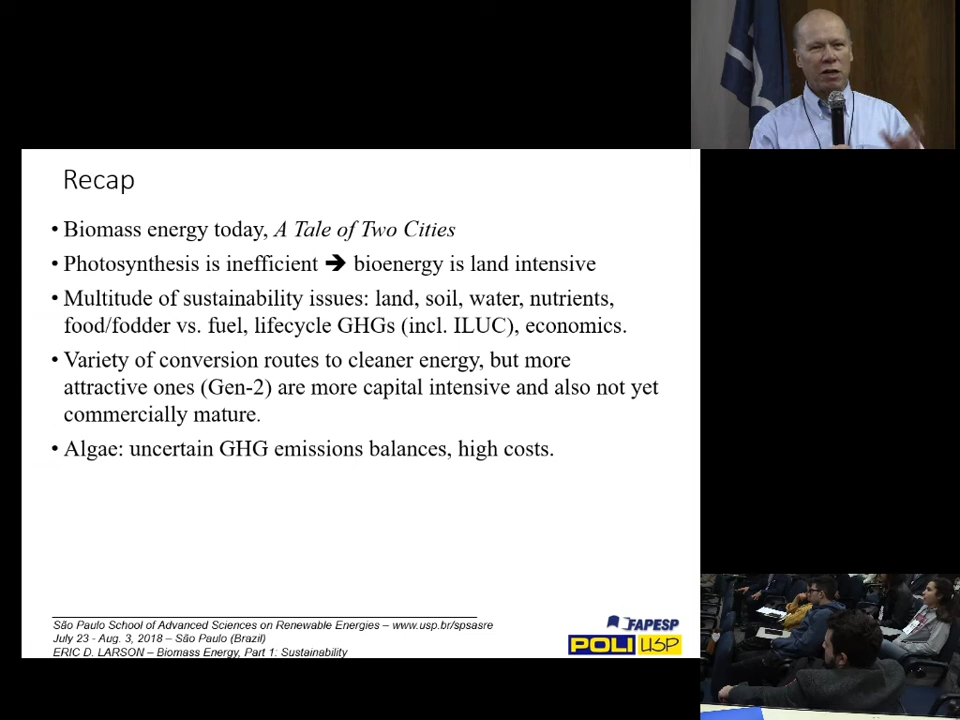 Recap
• Biomass energy today, A Tale of Two Cities
• Photosynthesis is inefficient ➔ bioenergy is land intensive
• Multitude of sustainability issues: land, soil, water, nutrients,
food/fodder vs. fuel, lifecycle GHGs (incl. ILUC), economics.
• Variety of conversion routes to cleaner energy, but more
attractive ones (Gen-2) are more capital intensive and also not yet
commercially mature.
• Algae: uncertain GHG emissions balances, high costs.
São Paulo School of Advanced Sciences on Renewable Energies – www.usp.br/spsasre
July 23 - Aug. 3, 2018 – São Paulo (Brazil)
ERIC D. LARSON – Biomass Energy, Part 1: Sustainability
FAPESP
POLI USP